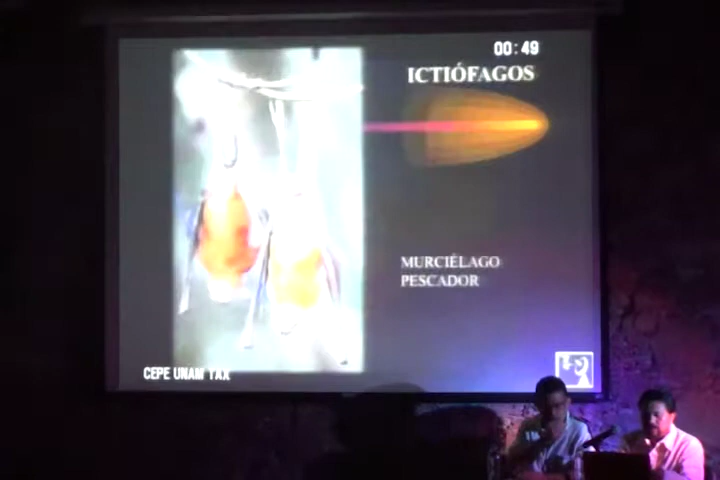 00:49
ICTIÓFAGOS
MURCIÉLAGO
PESCADOR
CEPE UNAM TAX